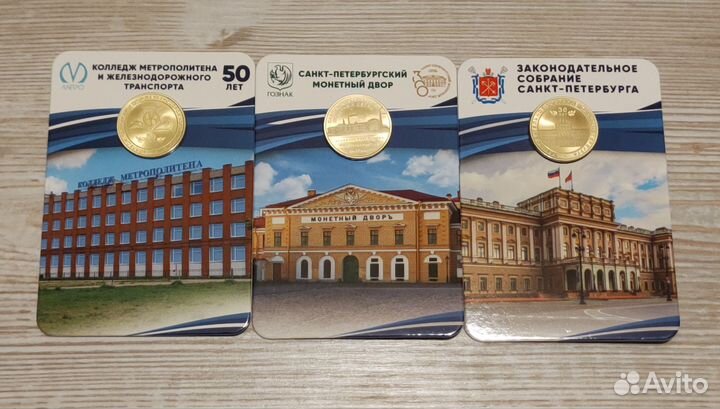 КОЛЛЕДЖ МЕТРОПОЛИТЕНА
И ЖЕЛЕЗНОДОРОЖНОГО
ТРАНСПОРТА
50
ЛЕТ
КОЛЛЕДЖ МЕТРОПОЛИТЕНА
САНКТ-ПЕТЕРБУРГСКИЙ
МОНЕТНЫЙ ДВОР
ГОЗНАК
МОНЕТНЫЙ ДВОРЪ
ЗАКОНОДАТЕЛЬНОЕ
СОБРАНИЕ
САНКТ-ПЕТЕРБУРГА
Avito